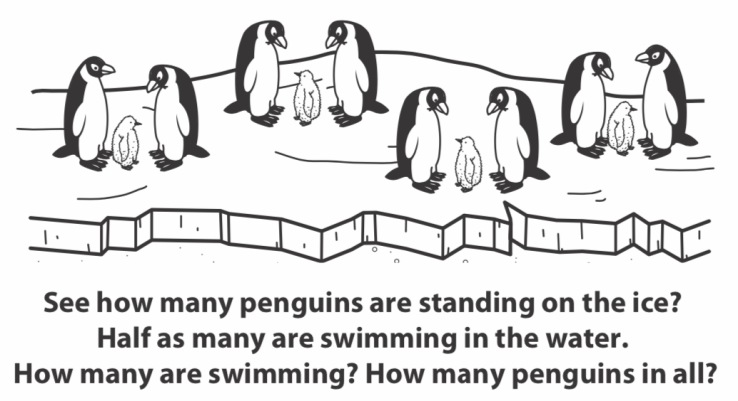 See how many penguins are standing on the ice?
Half as many are swimming in the water.
How many are swimming? How many penguins in all?